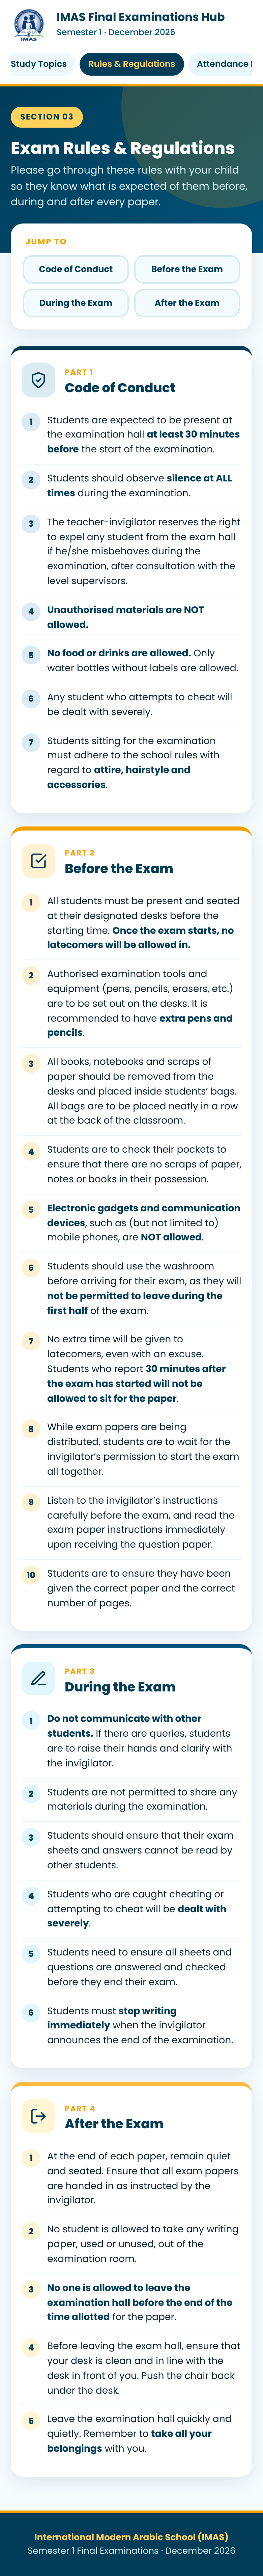 IMAS Final Examinations Hub
Semester 1 · December 2026
IMAS
Study Topics
Rules & Regulations
Attendance
SECTION 03
Exam Rules & Regulations
Please go through these rules with your child
so they know what is expected of them before,
during and after every paper.
JUMP TO
Code of Conduct
Before the Exam
During the Exam
After the Exam
PART 1
Code of Conduct
1 Students are expected to be present at
the examination hall at least 30 minutes
before the start of the examination.
2 Students should observe silence at ALL
times during the examination.
3 The teacher-invigilator reserves the right
to expel any student from the exam hall
if he/she misbehaves during the
examination, after consultation with the
level supervisors.
4 Unauthorised materials are NOT
allowed.
5 No food or drinks are allowed. Only
water bottles without labels are allowed.
6 Any student who attempts to cheat will
be dealt with severely.
7 Students sitting for the examination
must adhere to the school rules with
regard to attire, hairstyle and
accessories.
PART 2
Before the Exam
1 All students must be present and seated
at their designated desks before the
starting time. Once the exam starts, no
latecomers will be allowed in.
2 Authorised examination tools and
equipment (pens, pencils, erasers, etc.)
are to be set out on the desks. It is
recommended to have extra pens and
pencils.
3 All books, notebooks and scraps of
paper should be removed from the
desks and placed inside students’ bags.
All bags are to be placed neatly in a row
at the back of the classroom.
4 Students are to check their pockets to
ensure that there are no scraps of paper,
notes or books in their possession.
5 Electronic gadgets and communication
devices, such as (but not limited to)
mobile phones, are NOT allowed.
6 Students should use the washroom
before arriving for their exam, as they will
not be permitted to leave during the
first half of the exam.
7 No extra time will be given to
latecomers, even with an excuse.
Students who report 30 minutes after
the exam has started will not be
allowed to sit for the paper.
8 While exam papers are being
distributed, students are to wait for the
invigilator’s permission to start the exam
all together.
9 Listen to the invigilator’s instructions
carefully before the exam, and read the
exam paper instructions immediately
upon receiving the question paper.
10 Students are to ensure they have been
given the correct paper and the correct
number of pages.
PART 3
During the Exam
1 Do not communicate with other
students. If there are queries, students
are to raise their hands and clarify with
the invigilator.
2 Students are not permitted to share any
materials during the examination.
3 Students should ensure that their exam
sheets and answers cannot be read by
other students.
4 Students who are caught cheating or
attempting to cheat will be dealt with
severely.
5 Students need to ensure all sheets and
questions are answered and checked
before they end their exam.
6 Students must stop writing
immediately when the invigilator
announces the end of the examination.
PART 4
After the Exam
1 At the end of each paper, remain quiet
and seated. Ensure that all exam papers
are handed in as instructed by the
invigilator.
2 No student is allowed to take any writing
paper, used or unused, out of the
examination room.
3 No one is allowed to leave the
examination hall before the end of the
time allotted for the paper.
4 Before leaving the exam hall, ensure that
your desk is clean and in line with the
desk in front of you. Push the chair back
under the desk.
5 Leave the examination hall quickly and
quietly. Remember to take all your
belongings with you.
International Modern Arabic School (IMAS)
Semester 1 Final Examinations · December 2026